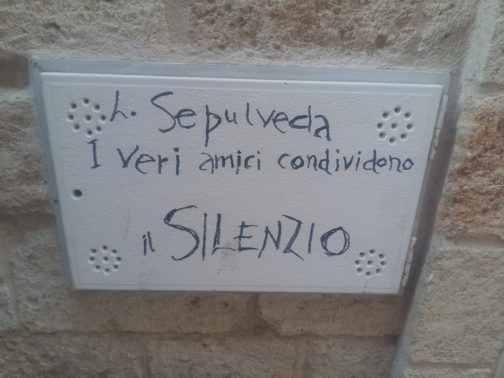 L. Sepulveda
I veri amici condividono
il SILENZIO